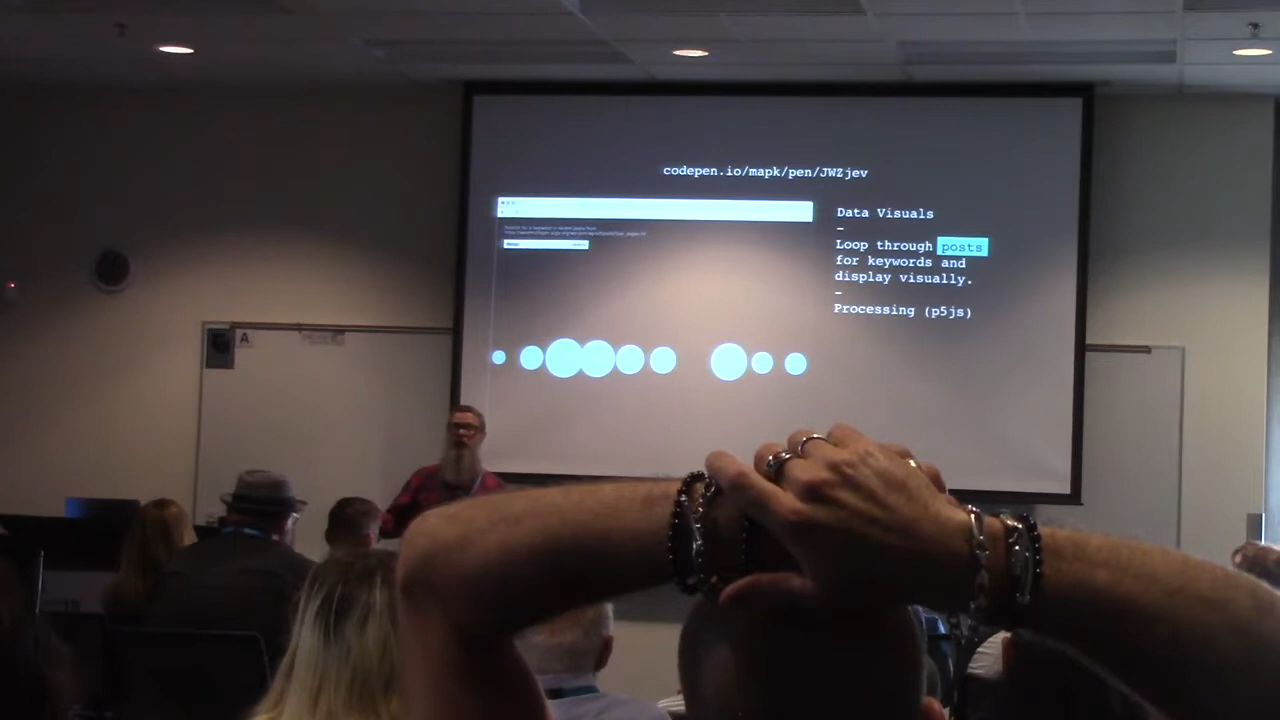 codepen.io/mapk/pen/JWZjev
Data Visuals
–
Loop through posts
for keywords and
display visually.
–
Processing (p5js)
A